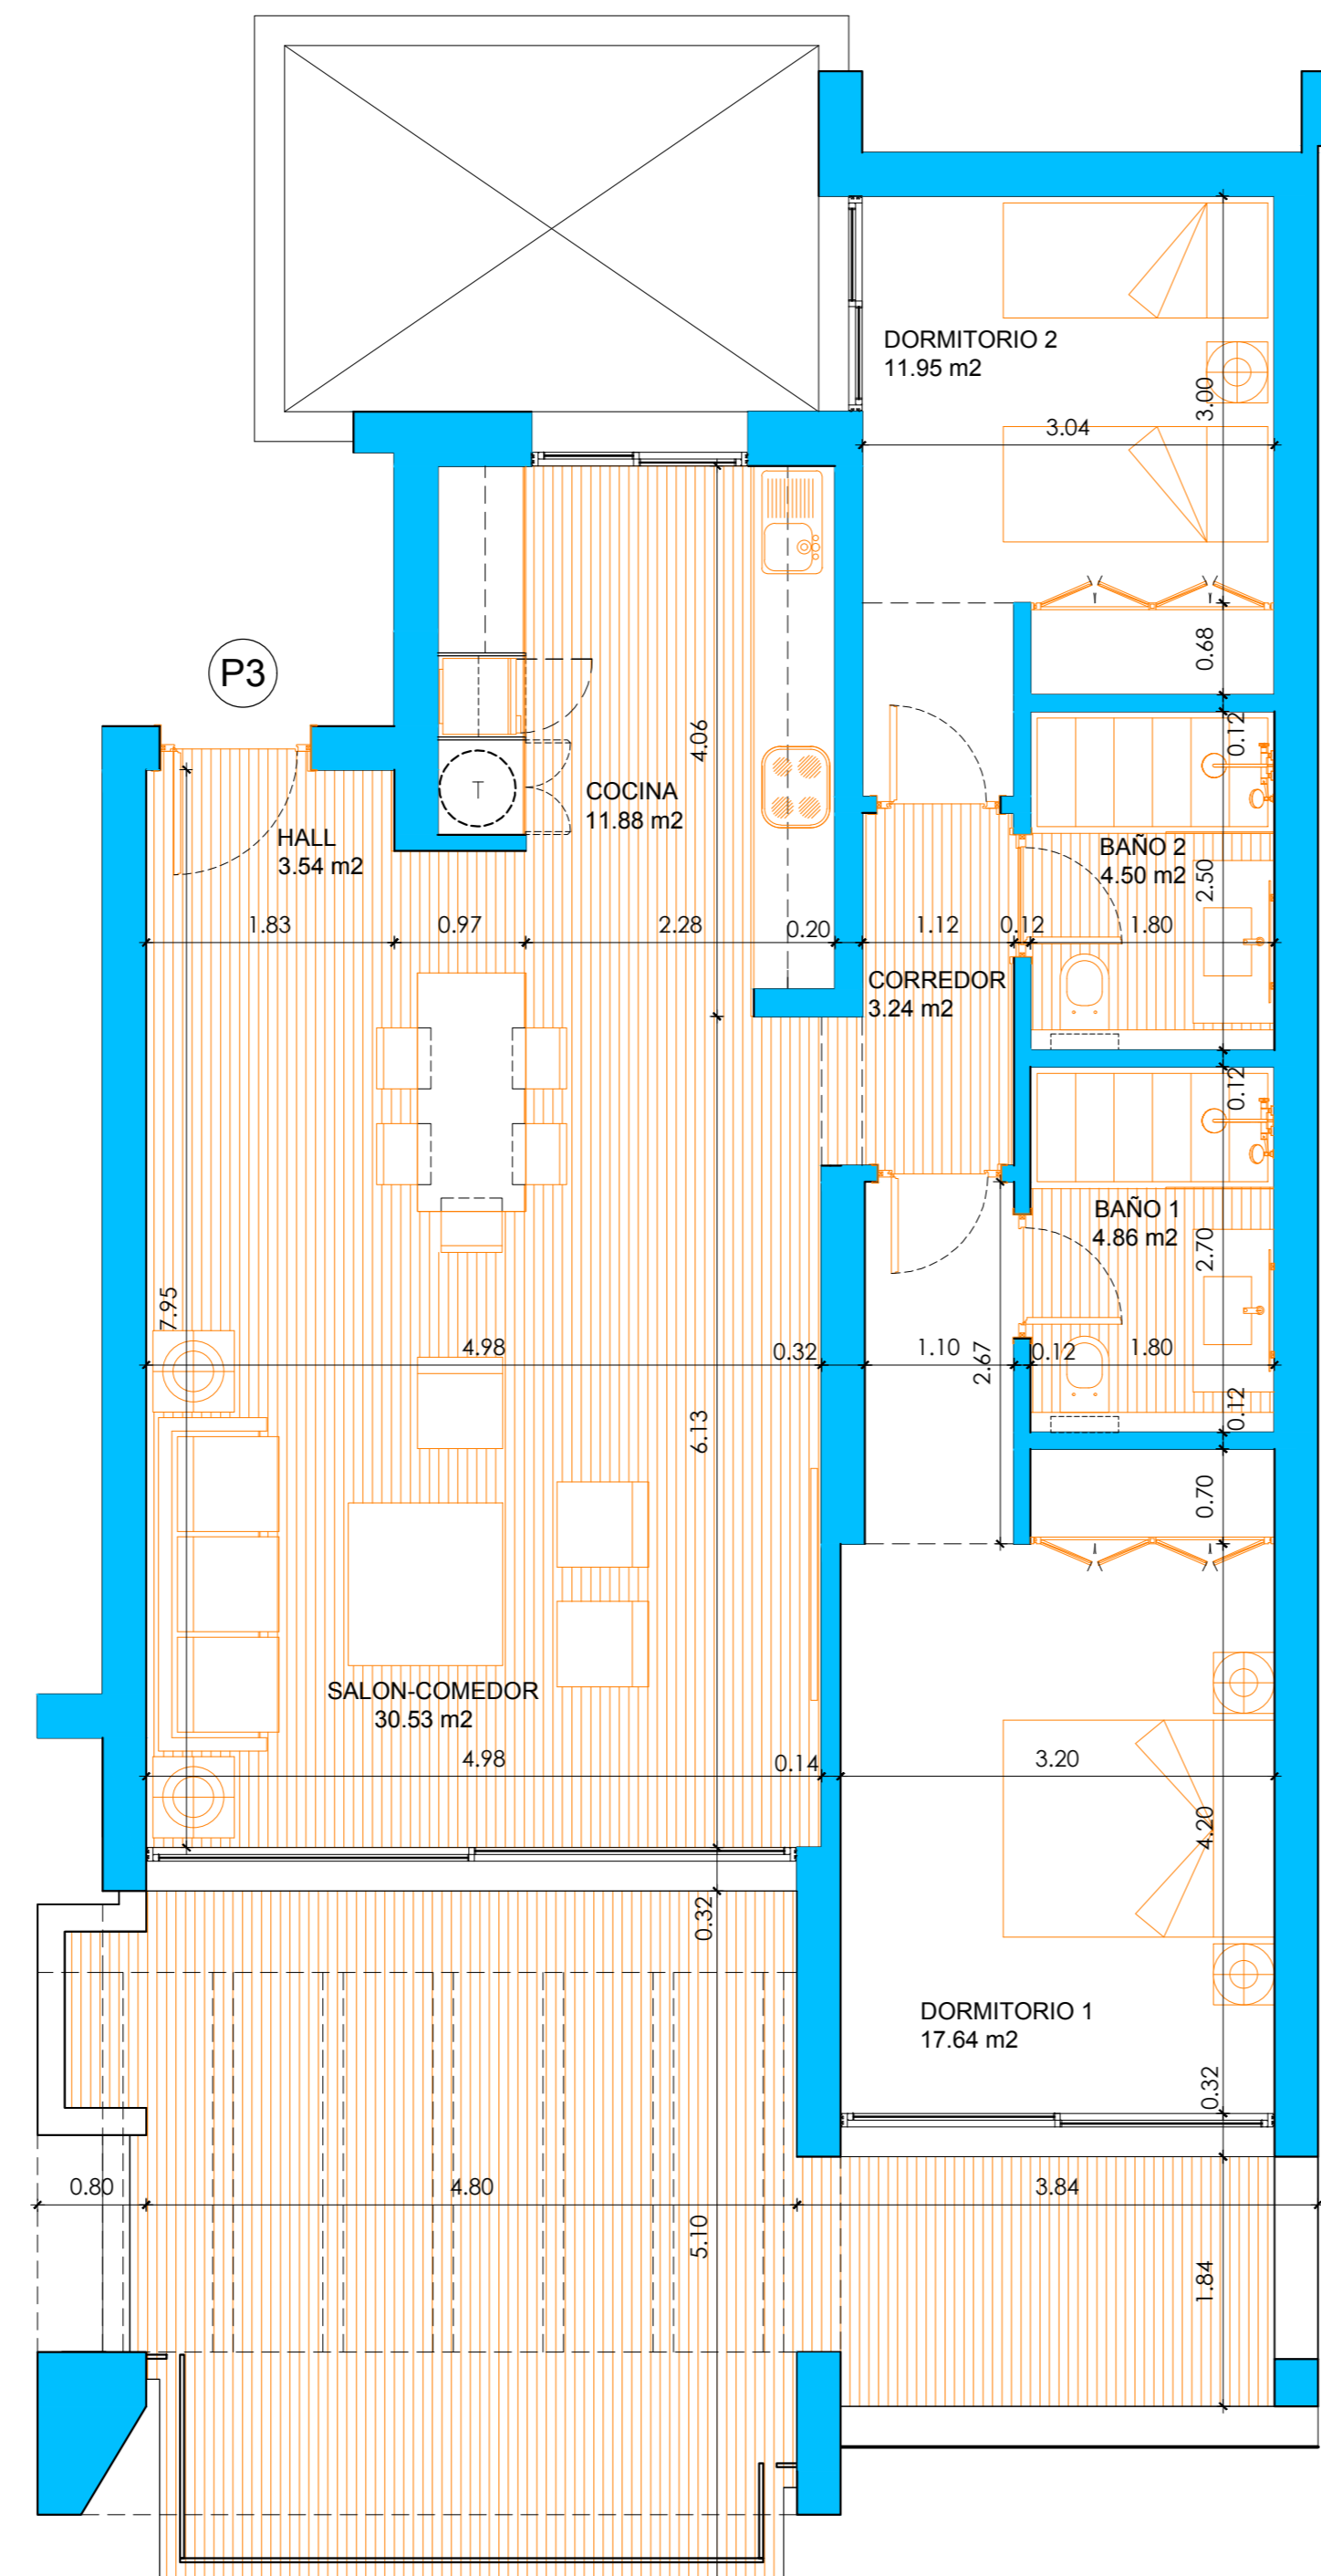 DORMITORIO 2
11.95 m2
3.00
3.04
0.68
P3
0.12
4.06
T
COCINA
11.88 m2
HALL
3.54 m2
BAÑO 2
4.50 m2
2.50
1.83
0.97
2.28
0.20
1.12
0.12
1.80
CORREDOR
3.24 m2
0.12
BAÑO 1
4.86 m2
2.70
7.95
4.98
0.32
1.10
2.67
0.12
1.80
0.12
6.13
0.70
SALON-COMEDOR
30.53 m2
4.98
0.14
3.20
4.20
0.32
DORMITORIO 1
17.64 m2
0.32
0.80
4.80
3.84
5.10
1.84